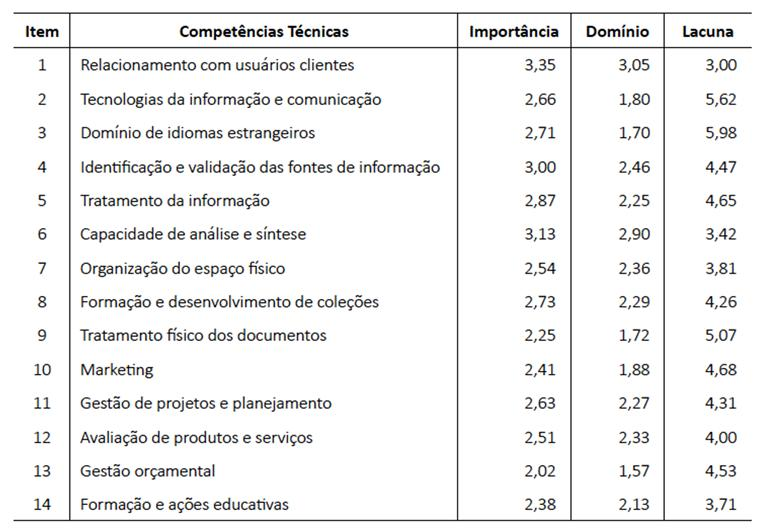 Item Competências Técnicas Importância Domínio Lacuna
1 Relacionamento com usuários clientes 3,35 3,05 3,00
2 Tecnologias da informação e comunicação 2,66 1,80 5,62
3 Domínio de idiomas estrangeiros 2,71 1,70 5,98
4 Identificação e validação das fontes de informação 3,00 2,46 4,47
5 Tratamento da informação 2,87 2,25 4,65
6 Capacidade de análise e síntese 3,13 2,90 3,42
7 Organização do espaço físico 2,54 2,36 3,81
8 Formação e desenvolvimento de coleções 2,73 2,29 4,26
9 Tratamento físico dos documentos 2,25 1,72 5,07
10 Marketing 2,41 1,88 4,68
11 Gestão de projetos e planejamento 2,63 2,27 4,31
12 Avaliação de produtos e serviços 2,51 2,33 4,00
13 Gestão orçamental 2,02 1,57 4,53
14 Formação e ações educativas 2,38 2,13 3,71